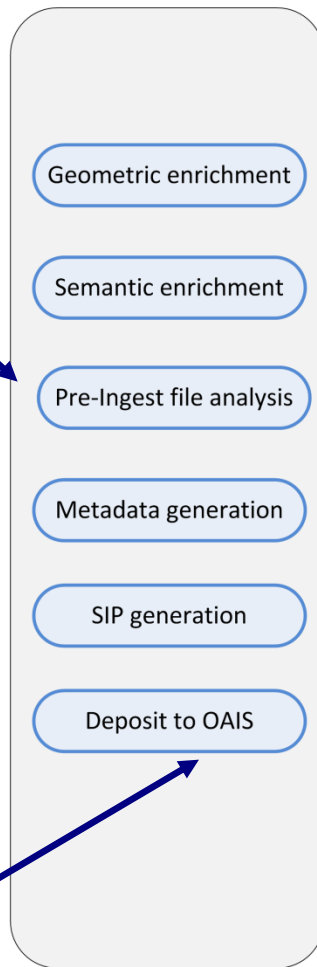 Geometric enrichment
Semantic enrichment
Pre-Ingest file analysis
Metadata generation
SIP generation
Deposit to OAIS